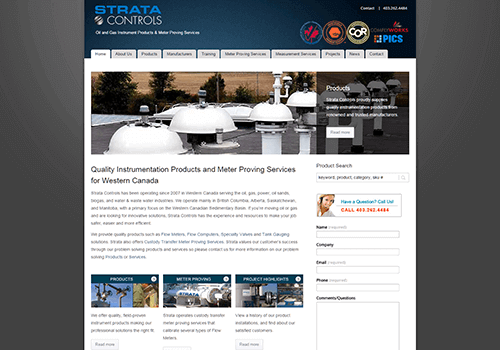 STRATA
CONTROLS
Contact | 403.262.4484
Oil and Gas Instrument Products & Meter Proving Services
COR
COMPLYWORKS
PICS
Home
About Us
Products
Manufacturers
Training
Meter Proving Services
Measurement Services
Projects
News
Contact
Products
Strata Controls proudly supplies
quality instrumentation products from
renowned and trusted manufacturers.
Read more
Quality Instrumentation Products and Meter Proving Services
for Western Canada
Strata Controls has been operating since 2007 in Western Canada serving the oil, gas, power, oil sands,
biogas, and water & waste water industries. We operate mainly in British Columbia, Alberta, Saskatchewan,
and Manitoba, with a primary focus on the Western Canadian Sedimentary Basin. If you're moving oil or gas
and are looking for innovative solutions, Strata Controls has the experience and resources to make your job
safer, easier and more efficient.
We provide quality products such as Flow Meters, Flow Computers, Specialty Valves and Tank Gauging
solutions. Strata also offers Custody Transfer Meter Proving Services. Strata values our customer's success
through our problem solving products and services so please contact us for more information on our problem
solving Products or Services.
PRODUCTS
We offer quality, field-proven
instrument products making our
professional solutions the right fit.
Read more
METER PROVING
STRATA
Strata operates custody transfer
meter proving services that
calibrate several types of Flow
Meters.
PROJECT HIGHLIGHTS
View a history of our product
installations, and find about our
satisfied customers.
Read more
Product Search
keyword, product, category, sku #
Have a Question? Call Us!
CALL 403.262.4484
Name (required)
Company
Email (required)
Phone (required)
Comments/Questions